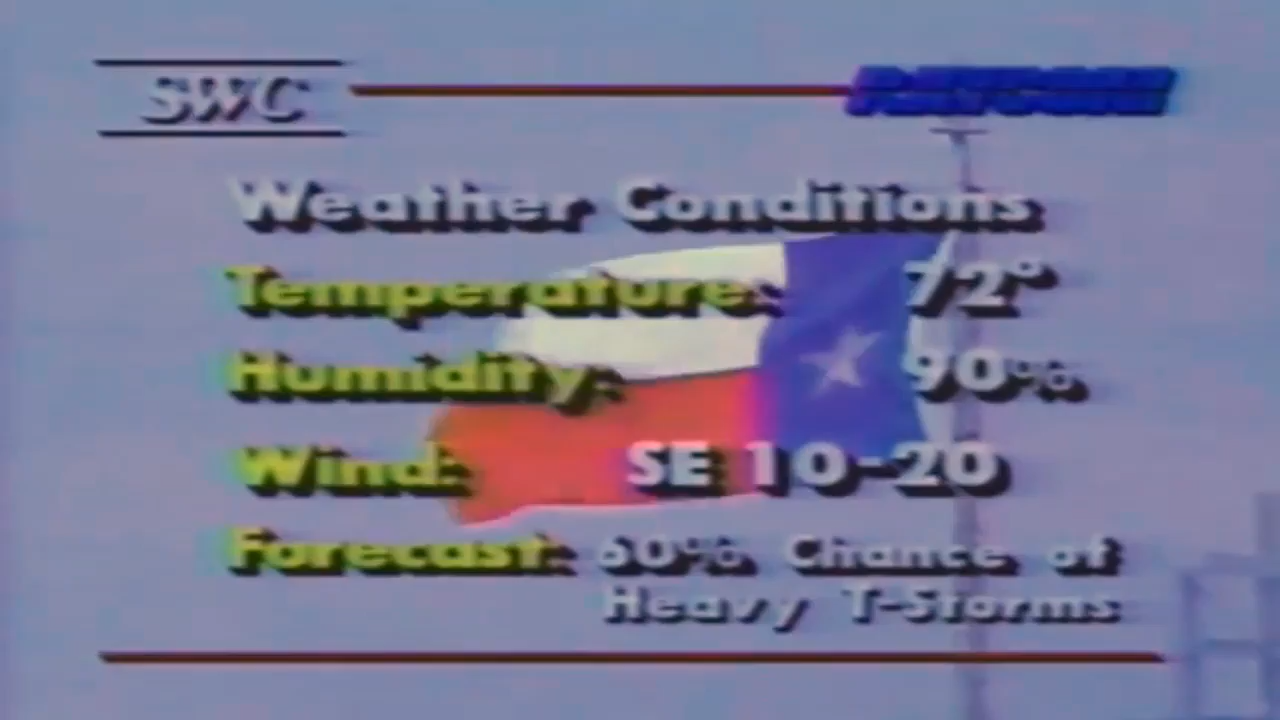 SWC
Weather Conditions
Temperature: 72°
Humidity: 90%
Wind: SE 10-20
Forecast: 60% Chance of
Heavy T-Storms